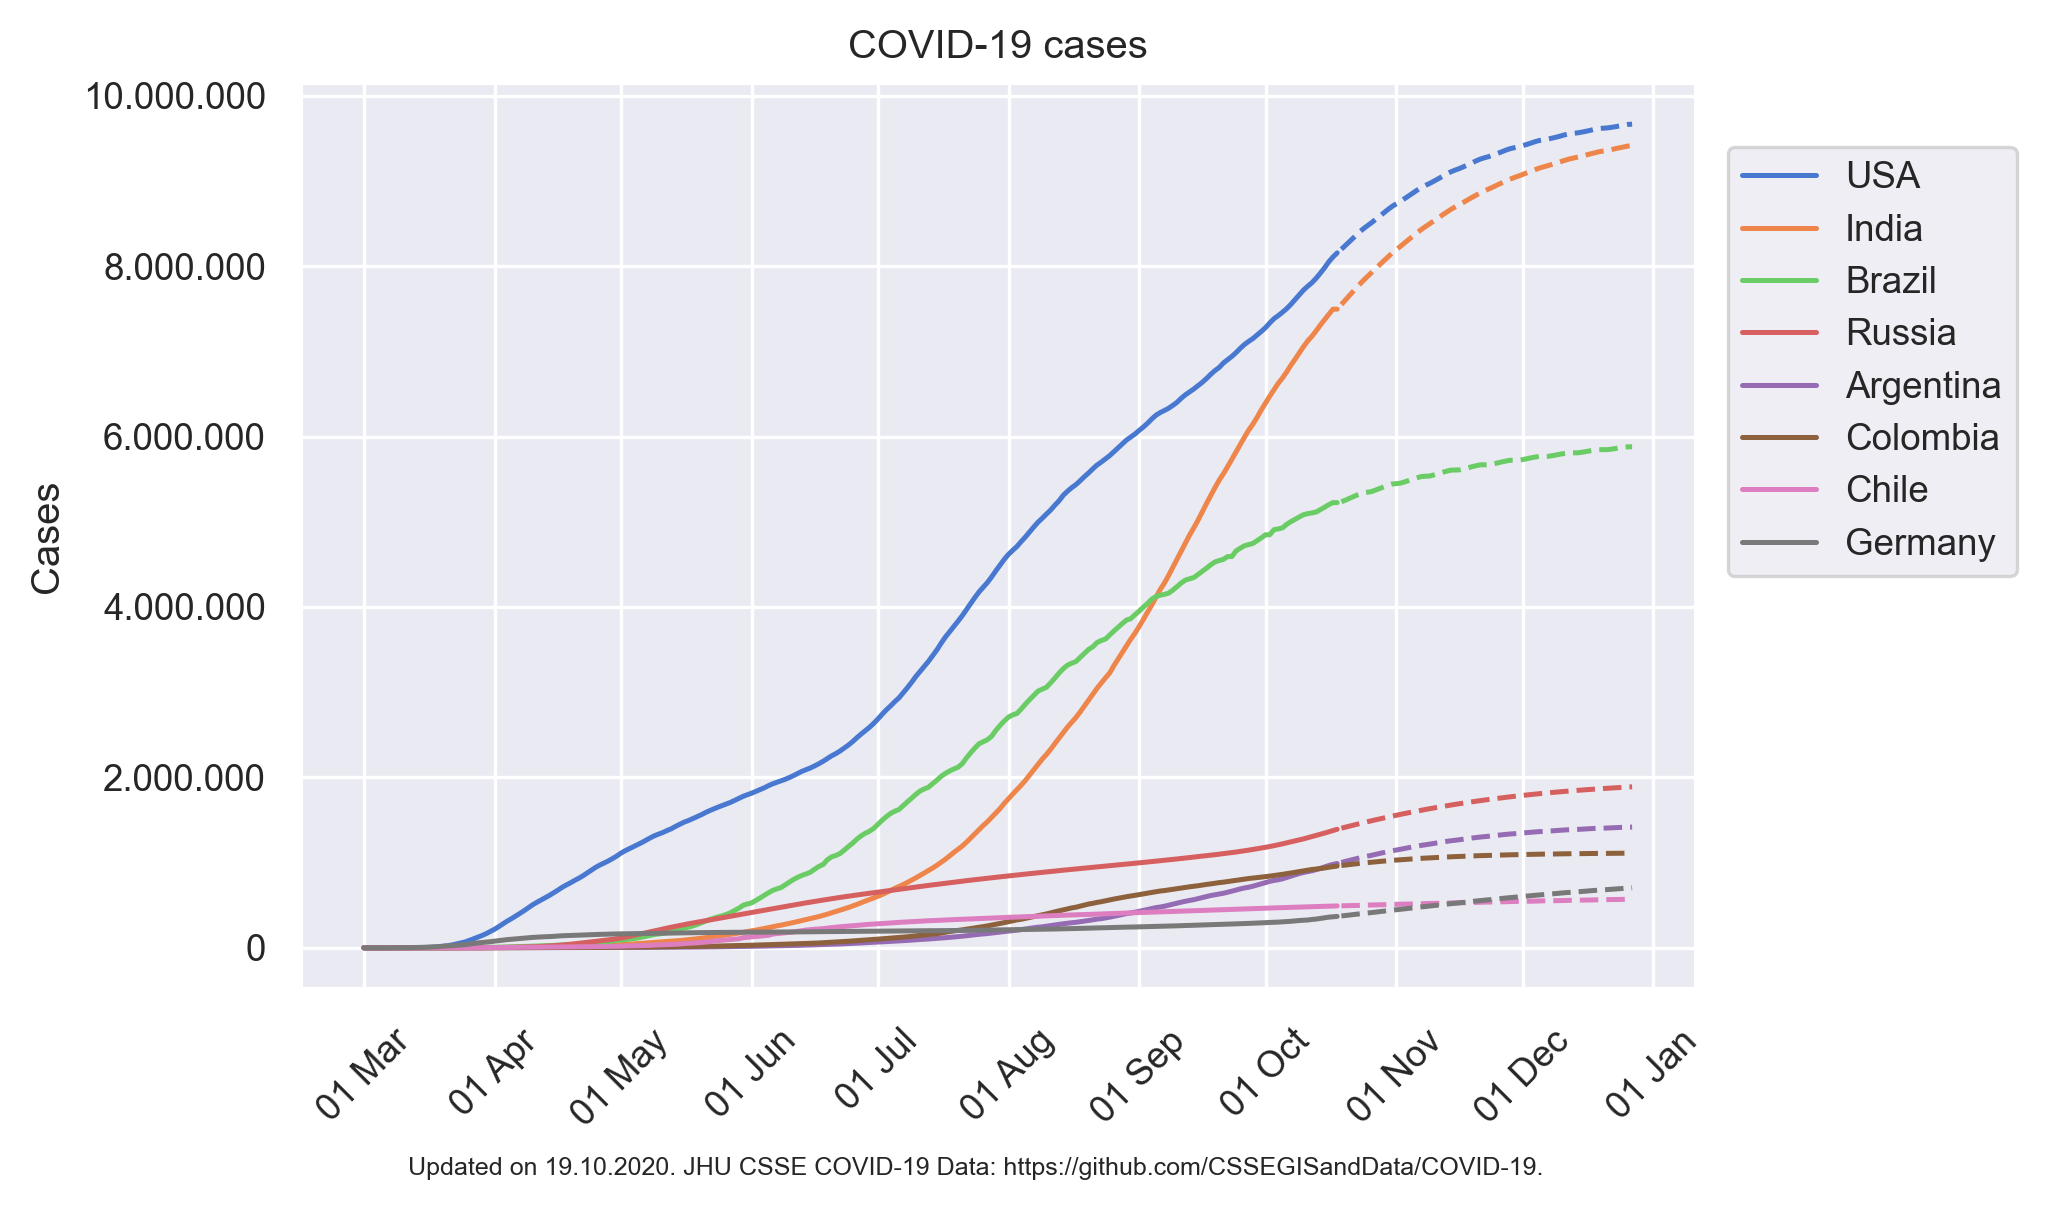 COVID-19 cases
10.000.000
8.000.000
6.000.000
4.000.000
2.000.000
0
Cases
01 Mar
01 Apr
01 May
01 Jun
01 Jul
01 Aug
01 Sep
01 Oct
01 Nov
01 Dec
01 Jan
USA
India
Brazil
Russia
Argentina
Colombia
Chile
Germany
Updated on 19.10.2020. JHU CSSE COVID-19 Data: https://github.com/CSSEGISandData/COVID-19.